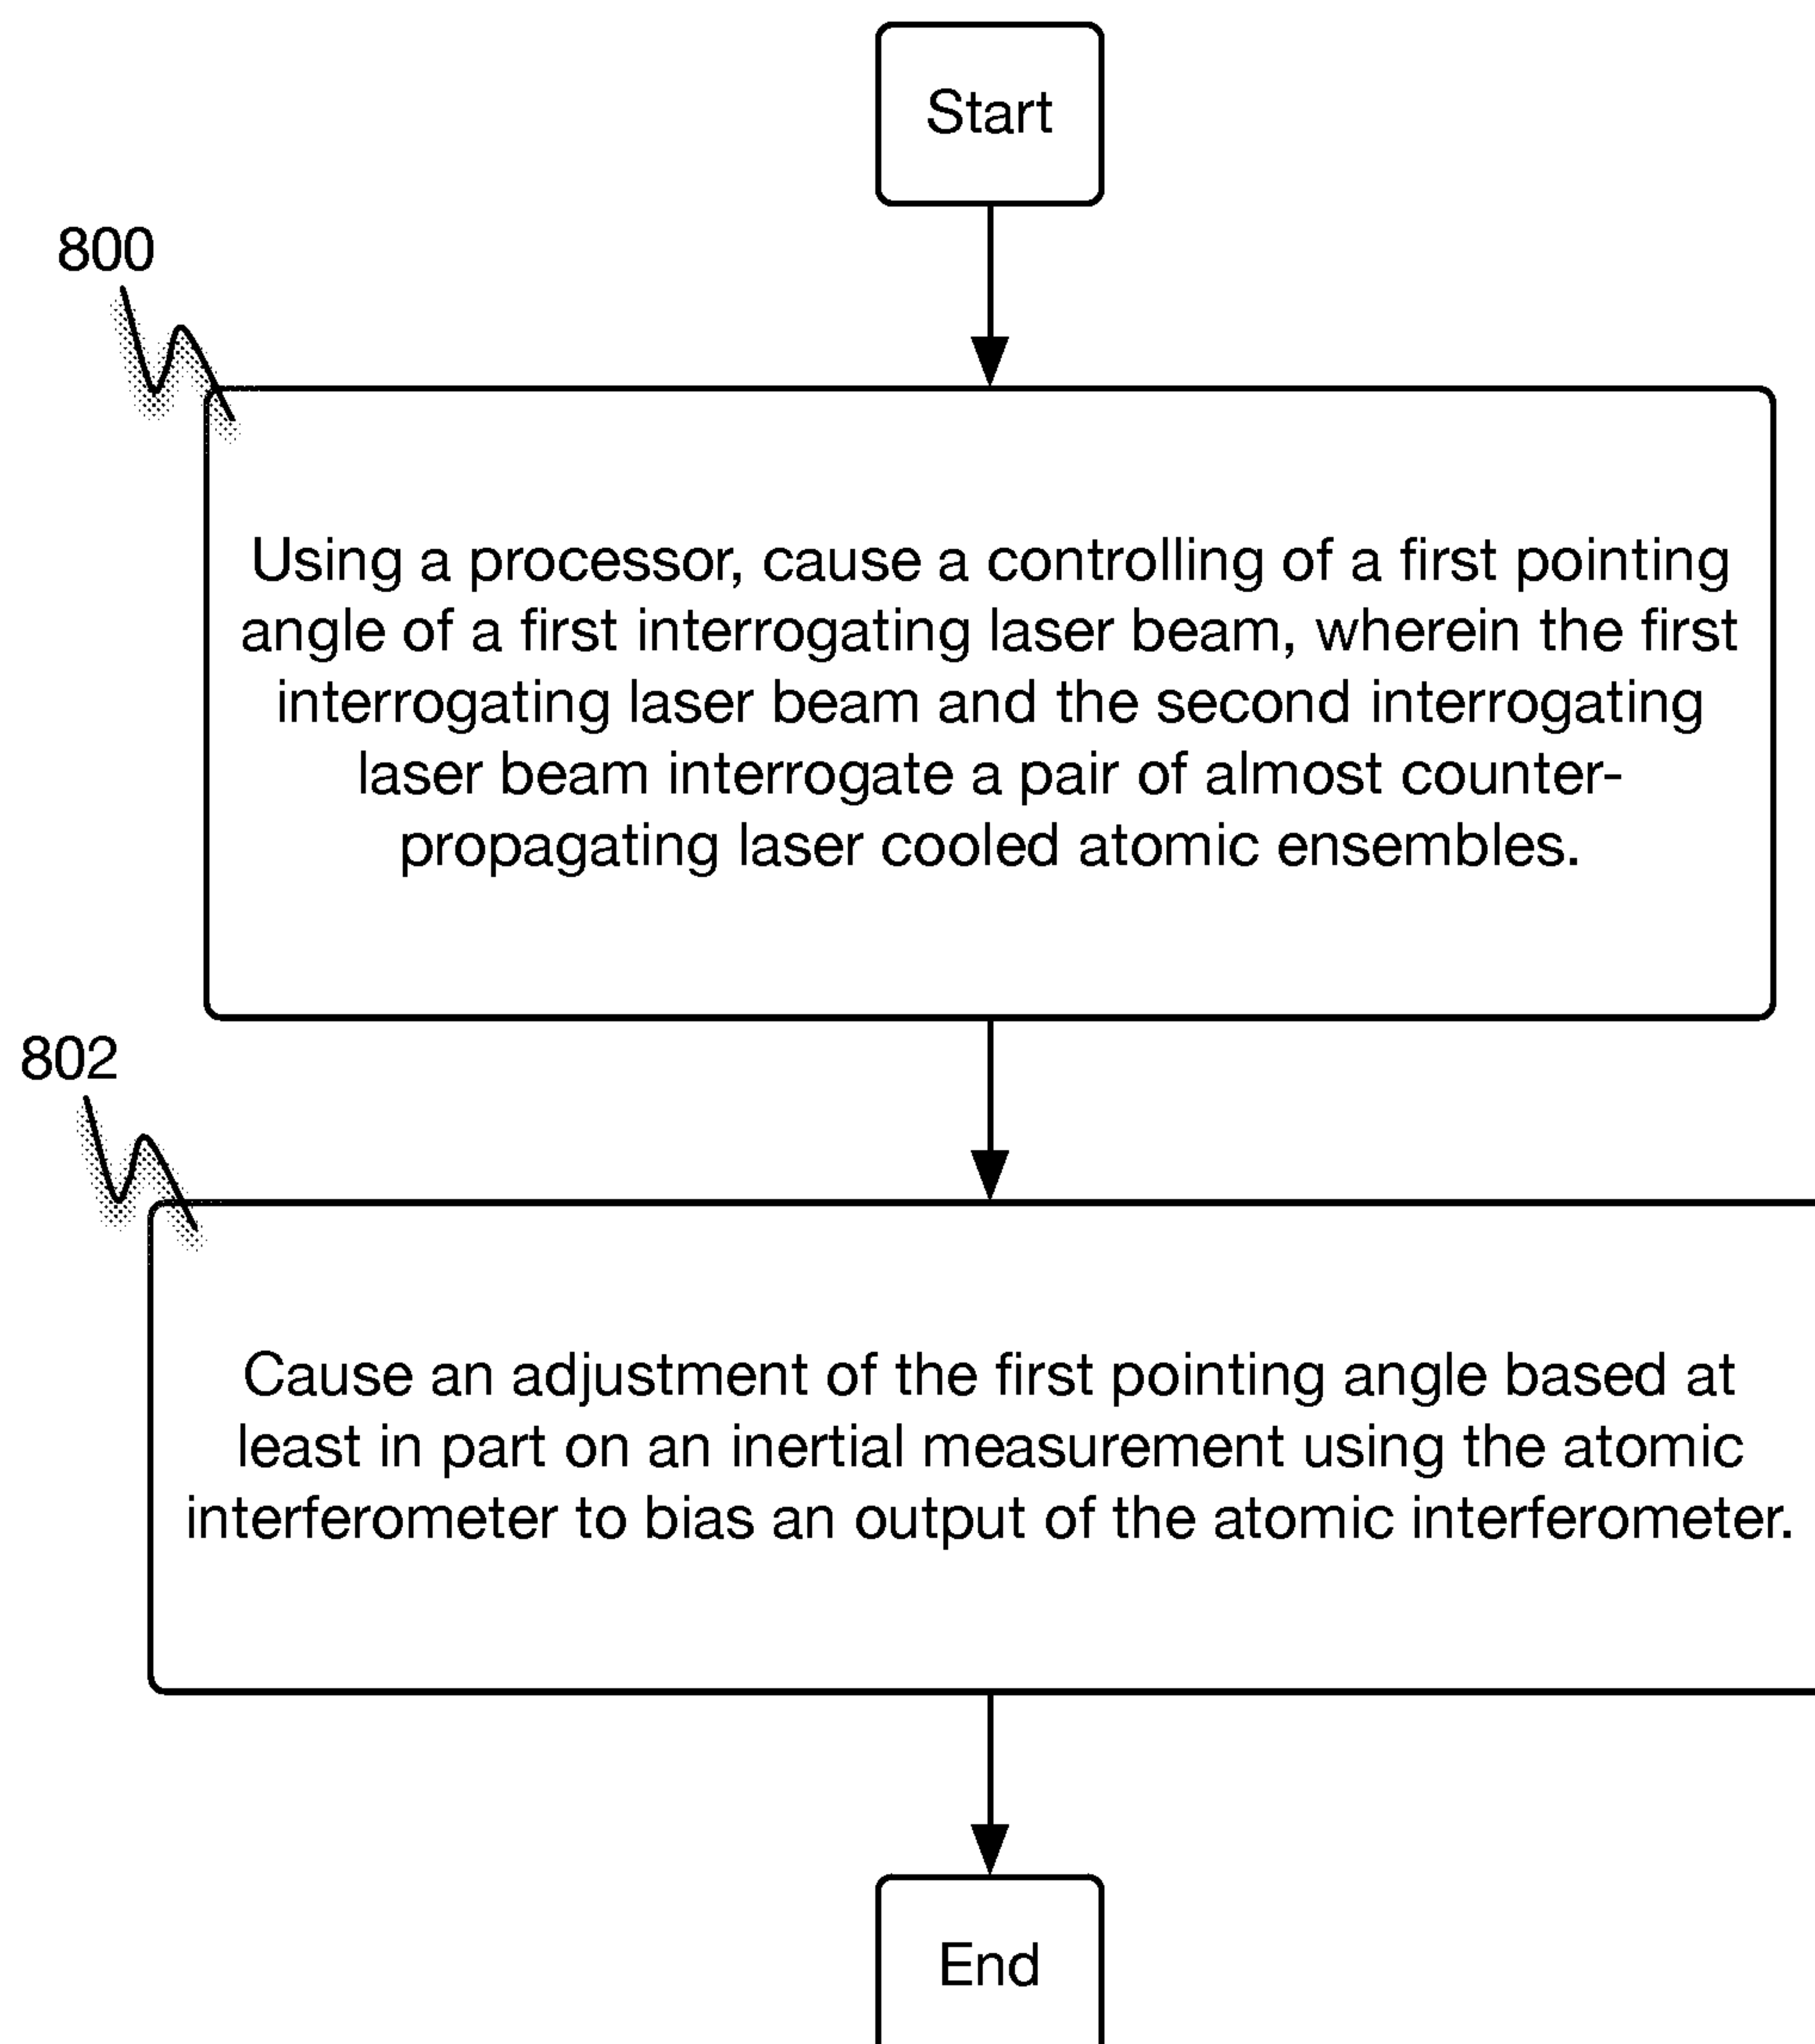 Start
800
Using a processor, cause a controlling of a first pointing
angle of a first interrogating laser beam, wherein the first
interrogating laser beam and the second interrogating
laser beam interrogate a pair of almost counter-
propagating laser cooled atomic ensembles.
802
Cause an adjustment of the first pointing angle based at
least in part on an inertial measurement using the atomic
interferometer to bias an output of the atomic interferometer.
End